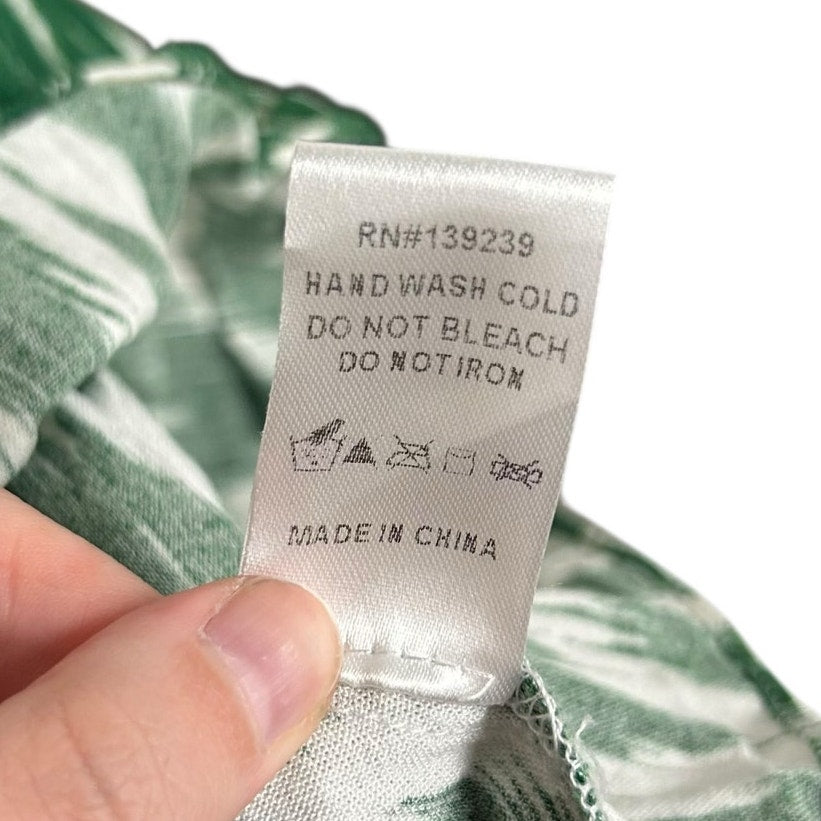 RN#139239
HAND WASH COLD
DO NOT BLEACH
DO NOT IRON
MADE IN CHINA